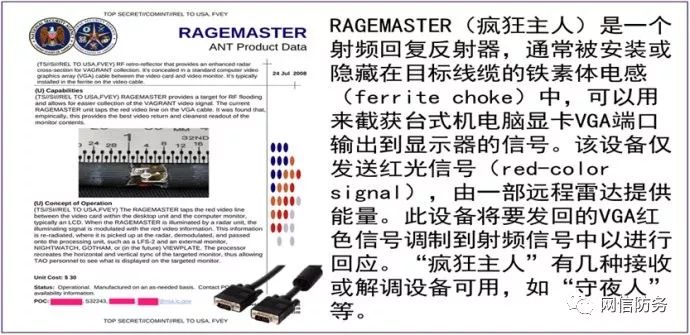 TOP SECRET//COMINT//REL TO USA, FVEY
RAGEMASTER
ANT Product Data
(TS//SI//REL TO USA,FVEY) RF retro-reflector that provides an enhanced radar
cross-section for VAGRANT collection. It's concealed in a standard computer video
graphics array (VGA) cable between the video card and video monitor. It's typically
installed in the ferrite on the video cable.
24 Jul 2008
(U) Capabilities
(TS//SI//REL TO USA,FVEY) RAGEMASTER provides a target for RF flooding
and allows for easier collection of the VAGRANT video signal. The current
RAGEMASTER unit taps the red video line on the VGA cable. It was found that,
empirically, this provides the best video return and cleanest readout of the
monitor contents.
(U) Concept of Operation
(TS//SI//REL TO USA,FVEY) The RAGEMASTER taps the red video line
between the video card within the desktop unit and the computer monitor,
typically an LCD. When the RAGEMASTER is illuminated by a radar unit, the
illuminating signal is modulated with the red video information. This information
is re-radiated, where it is picked up at the radar, demodulated, and passed
onto the processing unit, such as a LFS-2 and an external monitor,
NIGHTWATCH, GOTHAM, or (in the future) VIEWPLATE. The processor
recreates the horizontal and vertical sync of the targeted monitor, thus allowing
TAO personnel to see what is displayed on the targeted monitor.
Unit Cost: $ 30
Status: Operational. Manufactured on an as-needed basis. Contact POC
availability information.
POC: S32243,
TOP SECRET//COMINT//REL TO USA, FVEY
RAGEMASTER（疯狂主人）是一个
射频回复反射器，通常被安装或
隐藏在目标线缆的铁素体电感
（ferrite choke）中，可以用
来截获台式机电脑显卡VGA端口
输出到显示器的信号。该设备仅
发送红光信号（red-color
signal），由一部远程雷达提供
能量。此设备将要发回的VGA红
色信号调制到射频信号中以进行
回应。“疯狂主人”有几种接收
或解调设备可用，如“守夜人”
等。
网信防务